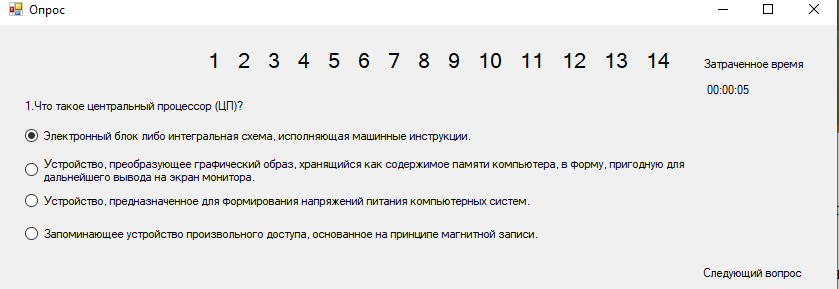 Опрос
1 2 3 4 5 6 7 8 9 10 11 12 13 14
Затраченное время
00:00:05
1.Что такое центральный процессор (ЦП)?
Электронный блок либо интегральная схема, исполняющая машинные инструкции.
Устройство, преобразующее графический образ, хранящийся как содержимое памяти компьютера, в форму, пригодную для
дальнейшего вывода на экран монитора.
Устройство, предназначенное для формирования напряжений питания компьютерных систем.
Запоминающее устройство произвольного доступа, основанное на принципе магнитной записи.
Следующий вопрос